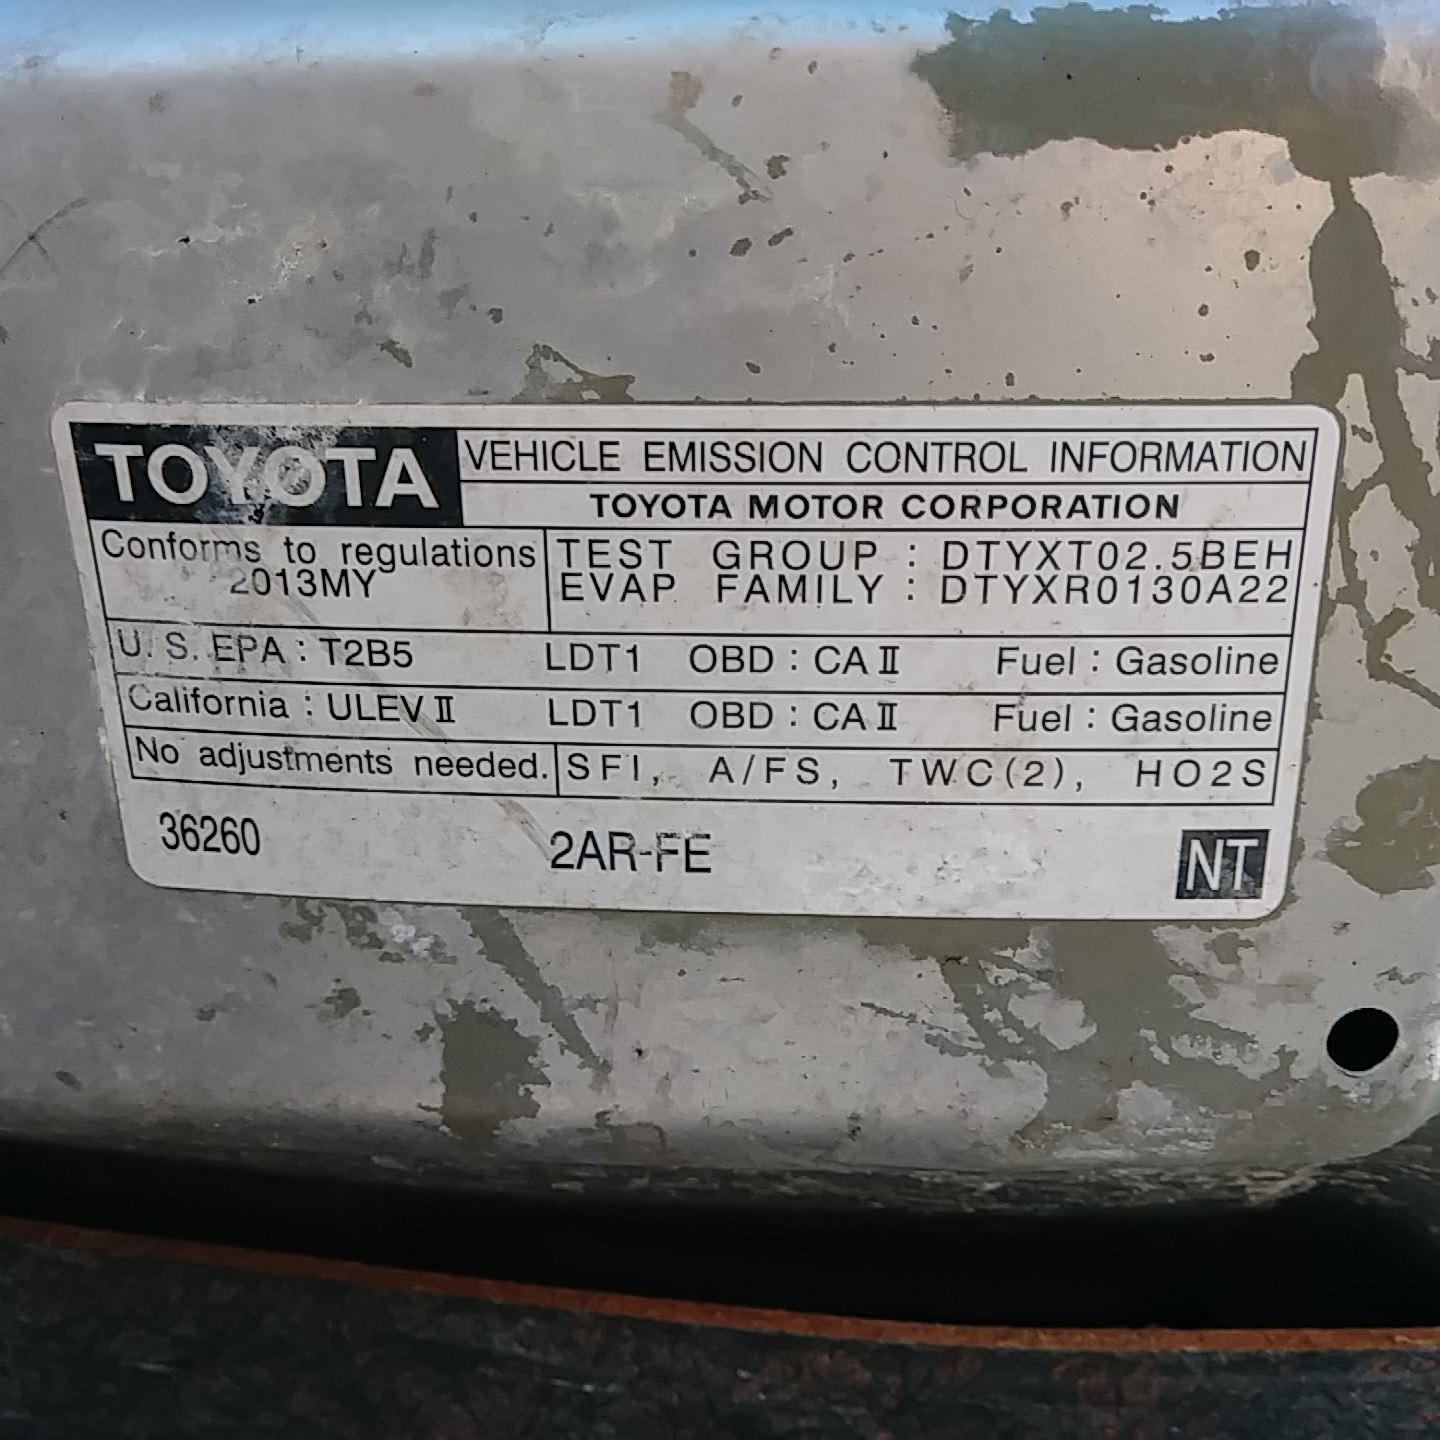 TOYOTA
VEHICLE EMISSION CONTROL INFORMATION
TOYOTA MOTOR CORPORATION
Conforms to regulations
2013MY
TEST GROUP : DTYXT02.5BEH
EVAP FAMILY : DTYXR0130A22
U.S. EPA : T2B5 LDT1 OBD : CA II Fuel : Gasoline
California : ULEV II LDT1 OBD : CA II Fuel : Gasoline
No adjustments needed. SFI, A/FS, TWC(2), HO2S
36260 2AR-FE NT